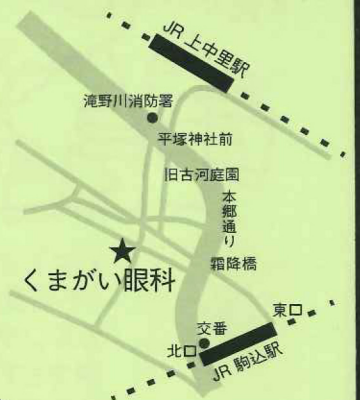 JR 上中里駅
滝野川消防署
平塚神社前
旧古河庭園
本郷通り
くまがい眼科
霜降橋
東口
交番
北口
JR 駒込駅